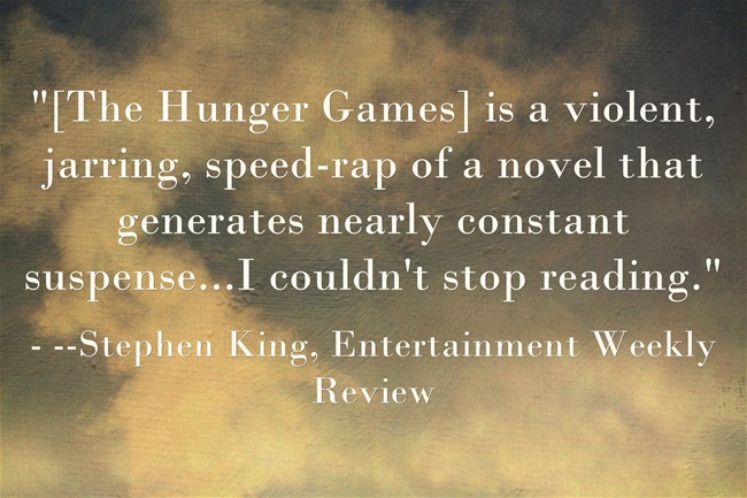 "[The Hunger Games] is a violent,
jarring, speed-rap of a novel that
generates nearly constant
suspense...I couldn't stop reading."
- --Stephen King, Entertainment Weekly
Review